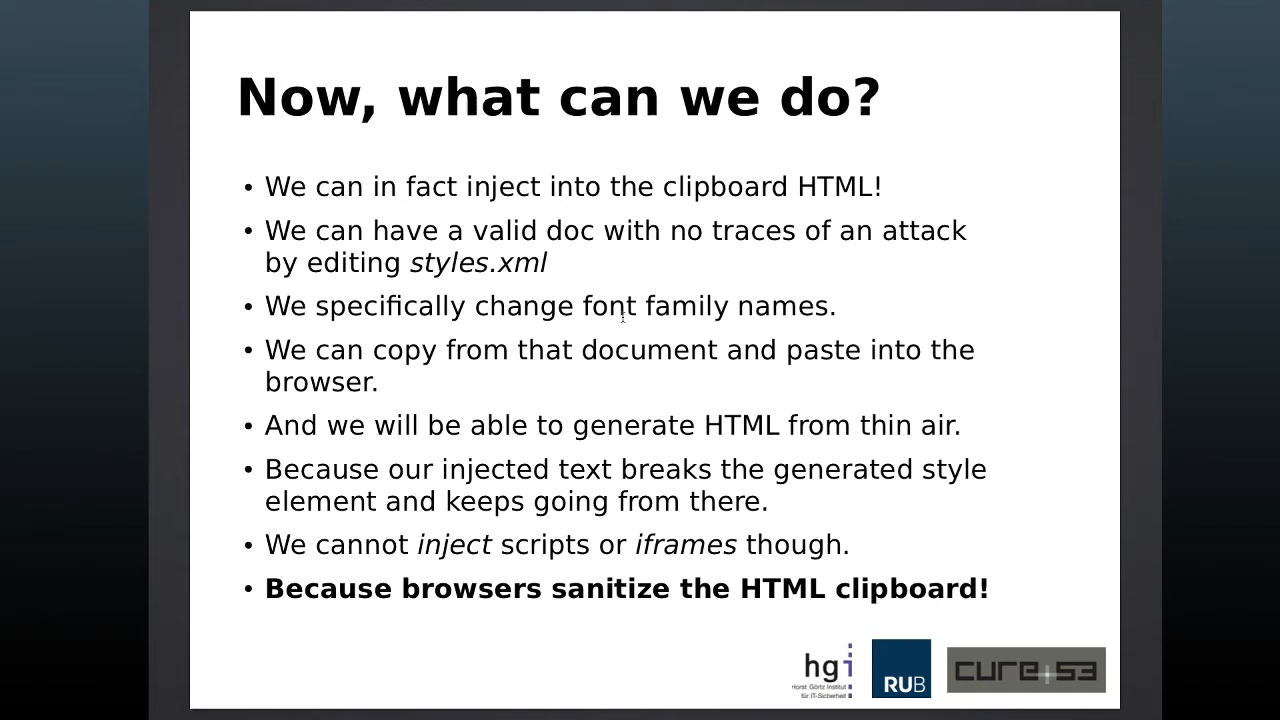 Now, what can we do?
• We can in fact inject into the clipboard HTML!
• We can have a valid doc with no traces of an attack
by editing styles.xml
• We specifically change font family names.
• We can copy from that document and paste into the
browser.
• And we will be able to generate HTML from thin air.
• Because our injected text breaks the generated style
element and keeps going from there.
• We cannot inject scripts or iframes though.
• Because browsers sanitize the HTML clipboard!
hgi
Horst Görtz Institut
für IT-Sicherheit
RUB
cure+53